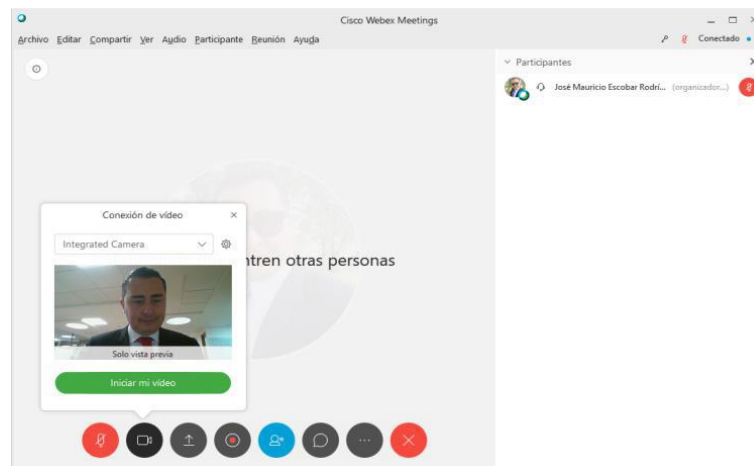 Cisco Webex Meetings
Archivo Editar Compartir Ver Audio Participante Reunión Ayuda
Conectado
Participantes
José Mauricio Escobar Rodrí... (organizador...)
Conexión de vídeo
Integrated Camera
ntren otras personas
Solo vista previa
Iniciar mi vídeo